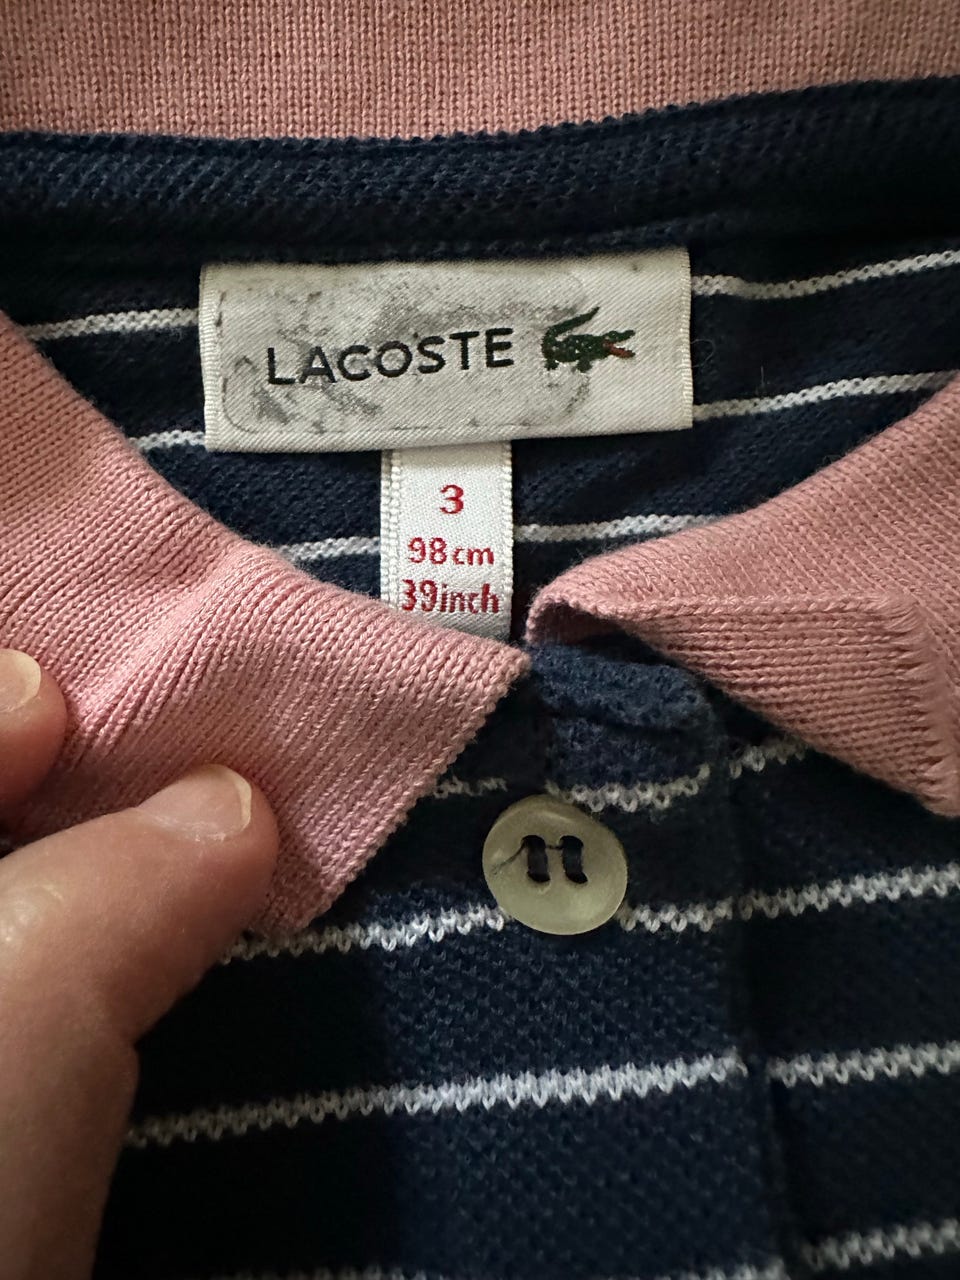 LACOSTE
3
98cm
39inch